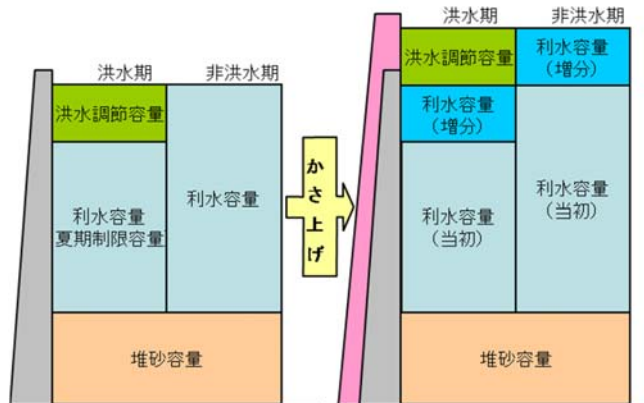 洪水期
非洪水期
洪水調節容量
利水容量
夏期制限容量
利水容量
堆砂容量
かさ上げ
洪水期
非洪水期
洪水調節容量
利水容量
（増分）
利水容量
（増分）
利水容量
（当初）
利水容量
（当初）
堆砂容量